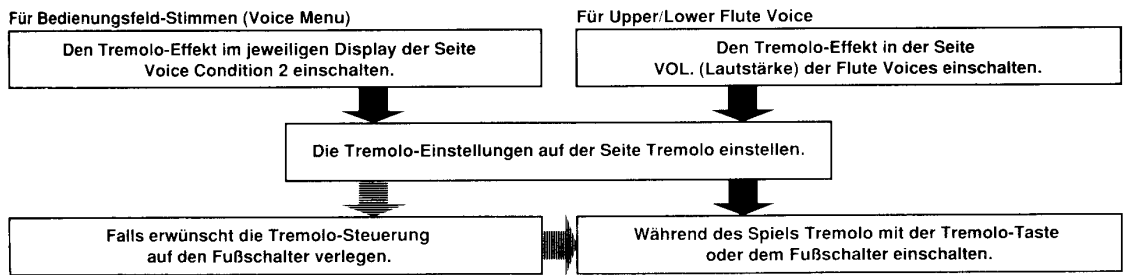 Für Bedienungsfeld-Stimmen (Voice Menu)
Den Tremolo-Effekt im jeweiligen Display der Seite
Voice Condition 2 einschalten.
Für Upper/Lower Flute Voice
Den Tremolo-Effekt in der Seite
VOL. (Lautstärke) der Flute Voices einschalten.
Die Tremolo-Einstellungen auf der Seite Tremolo einstellen.
Falls erwünscht die Tremolo-Steuerung
auf den Fußschalter verlegen.
Während des Spiels Tremolo mit der Tremolo-Taste
oder dem Fußschalter einschalten.